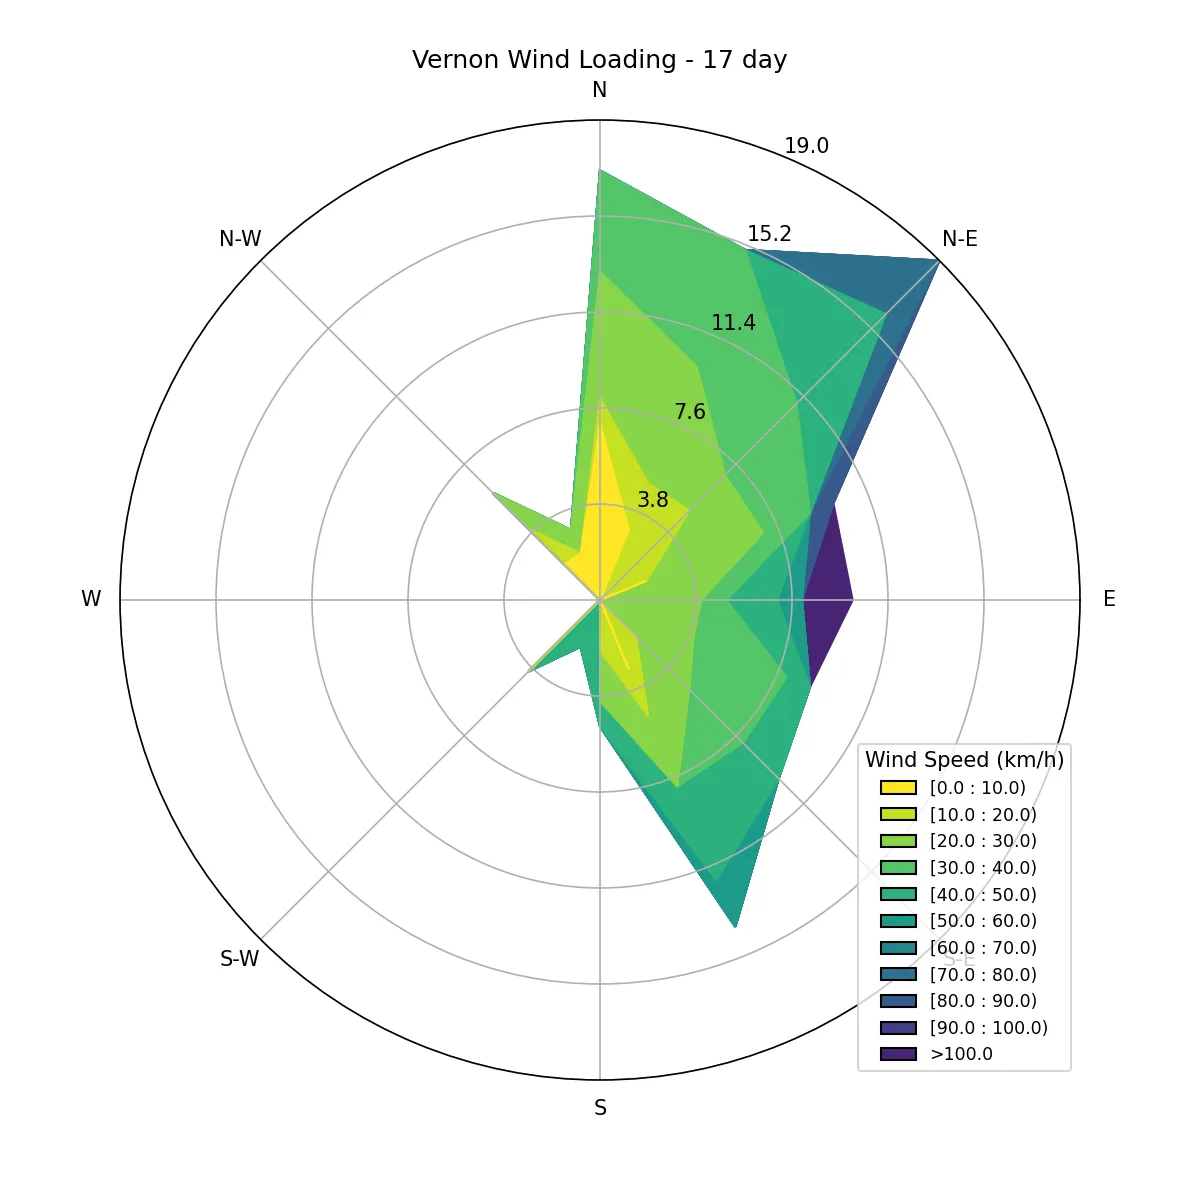 Vernon Wind Loading - 17 day
N
19.0
15.2
N-W
N-E
11.4
7.6
3.8
W
E
Wind Speed (km/h)
[0.0 : 10.0)
[10.0 : 20.0)
[20.0 : 30.0)
[30.0 : 40.0)
[40.0 : 50.0)
[50.0 : 60.0)
[60.0 : 70.0)
[70.0 : 80.0)
[80.0 : 90.0)
[90.0 : 100.0)
>100.0
S-W
S-E
S